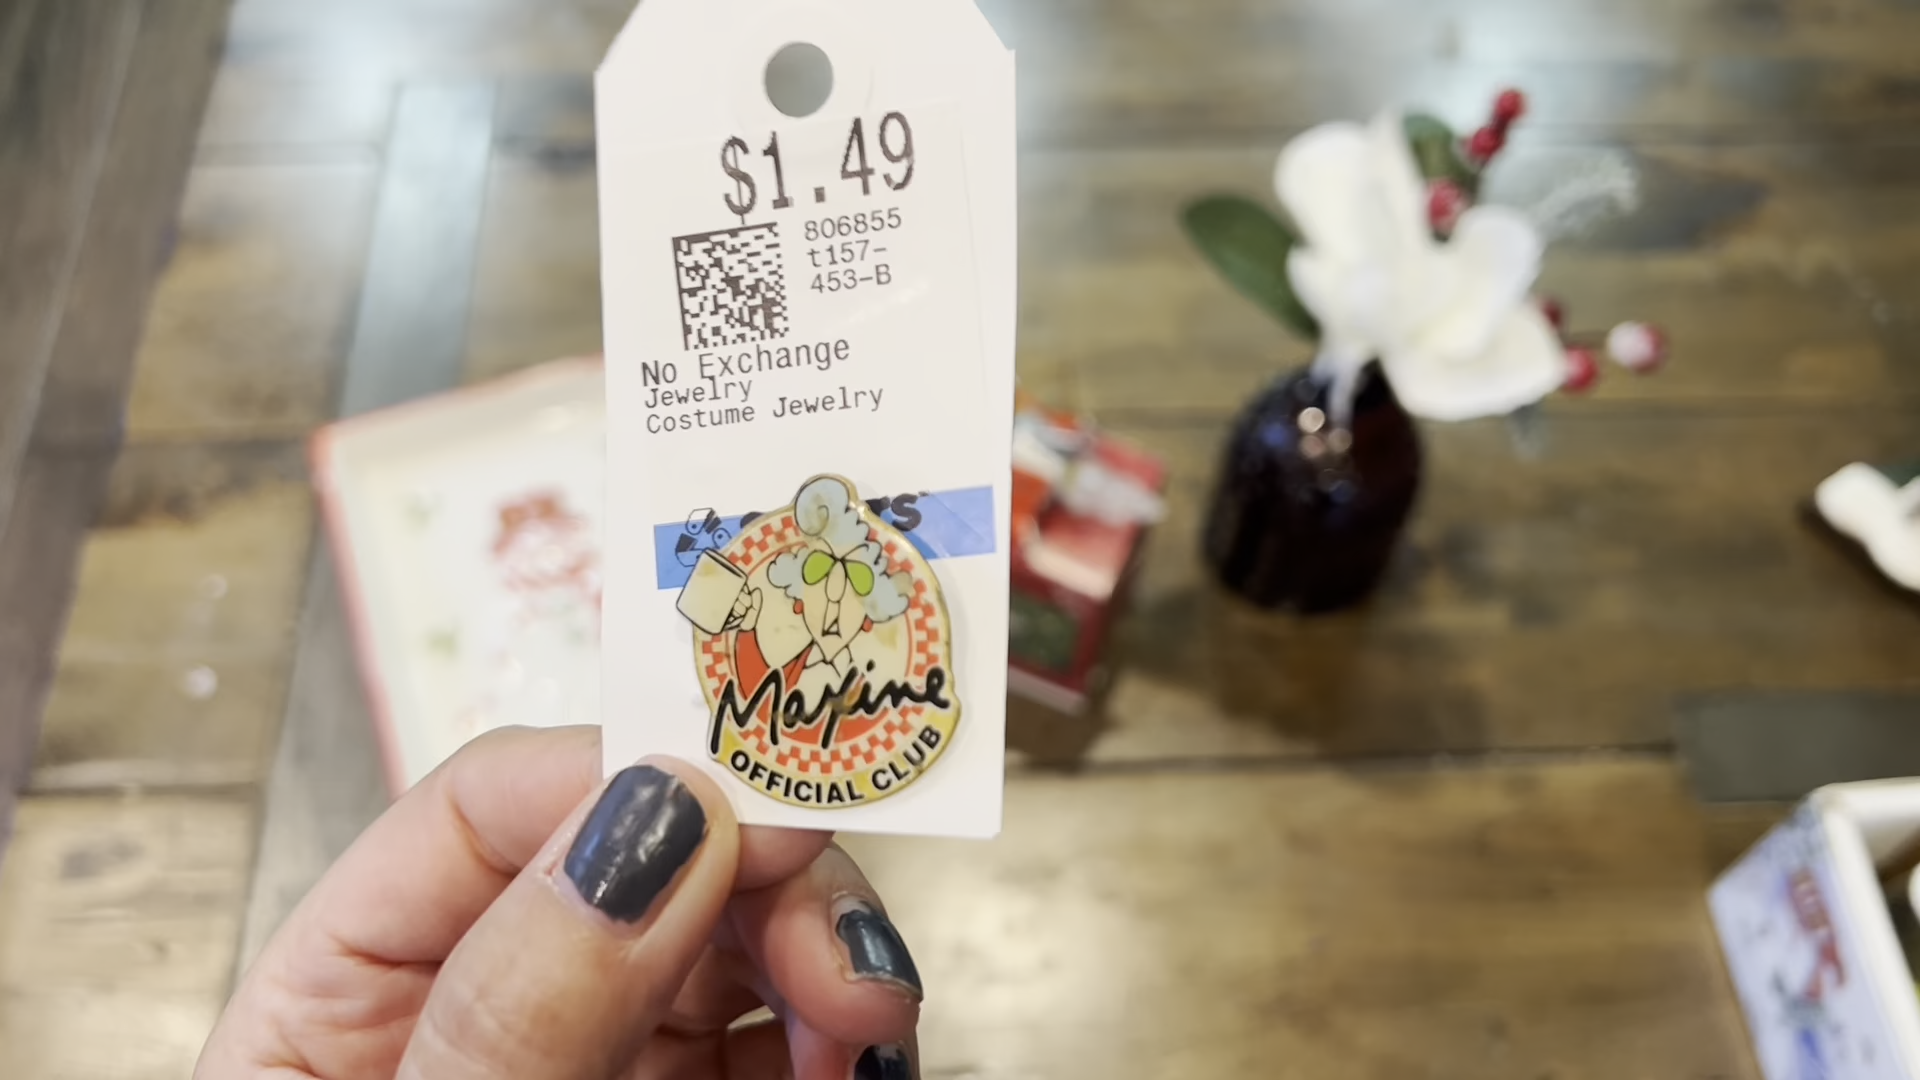 $1.49
806855
t157-
453-B
No Exchange
Jewelry
Costume Jewelry
Maxine
OFFICIAL CLUB